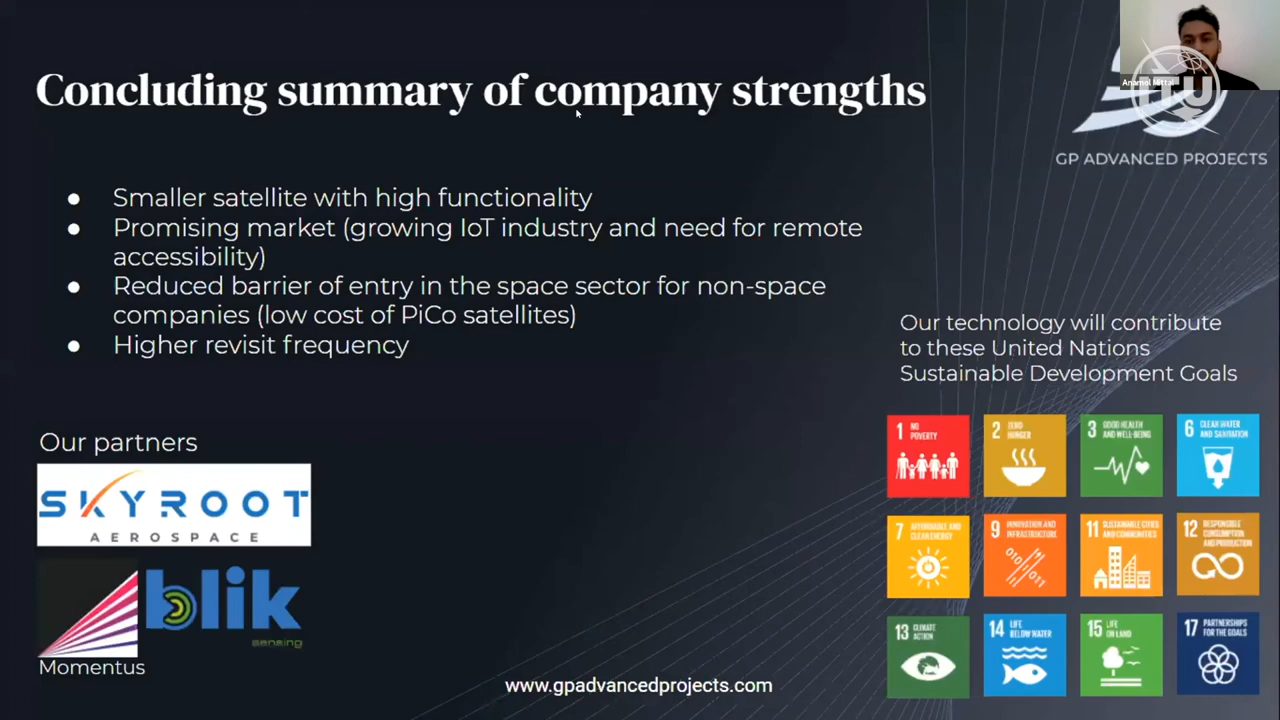 Concluding summary of company strengths
Anamol Mittal
ITU
GP ADVANCED PROJECTS
● Smaller satellite with high functionality
● Promising market (growing IoT industry and need for remote
accessibility)
● Reduced barrier of entry in the space sector for non-space
companies (low cost of PiCo satellites)
● Higher revisit frequency
Our technology will contribute
to these United Nations
Sustainable Development Goals
Our partners
SKYROOT
AEROSPACE
blik
sensing
Momentus
1 NO
POVERTY
2 ZERO
HUNGER
3 GOOD HEALTH
AND WELL-BEING
6 CLEAN WATER
AND SANITATION
7 AFFORDABLE AND
CLEAN ENERGY
9 INNOVATION AND
INFRASTRUCTURE
010
011
11 SUSTAINABLE CITIES
AND COMMUNITIES
12 RESPONSIBLE
CONSUMPTION
AND PRODUCTION
13 CLIMATE
ACTION
14 LIFE
BELOW WATER
15 LIFE
ON LAND
17 PARTNERSHIPS
FOR THE GOALS
www.gpadvancedprojects.com